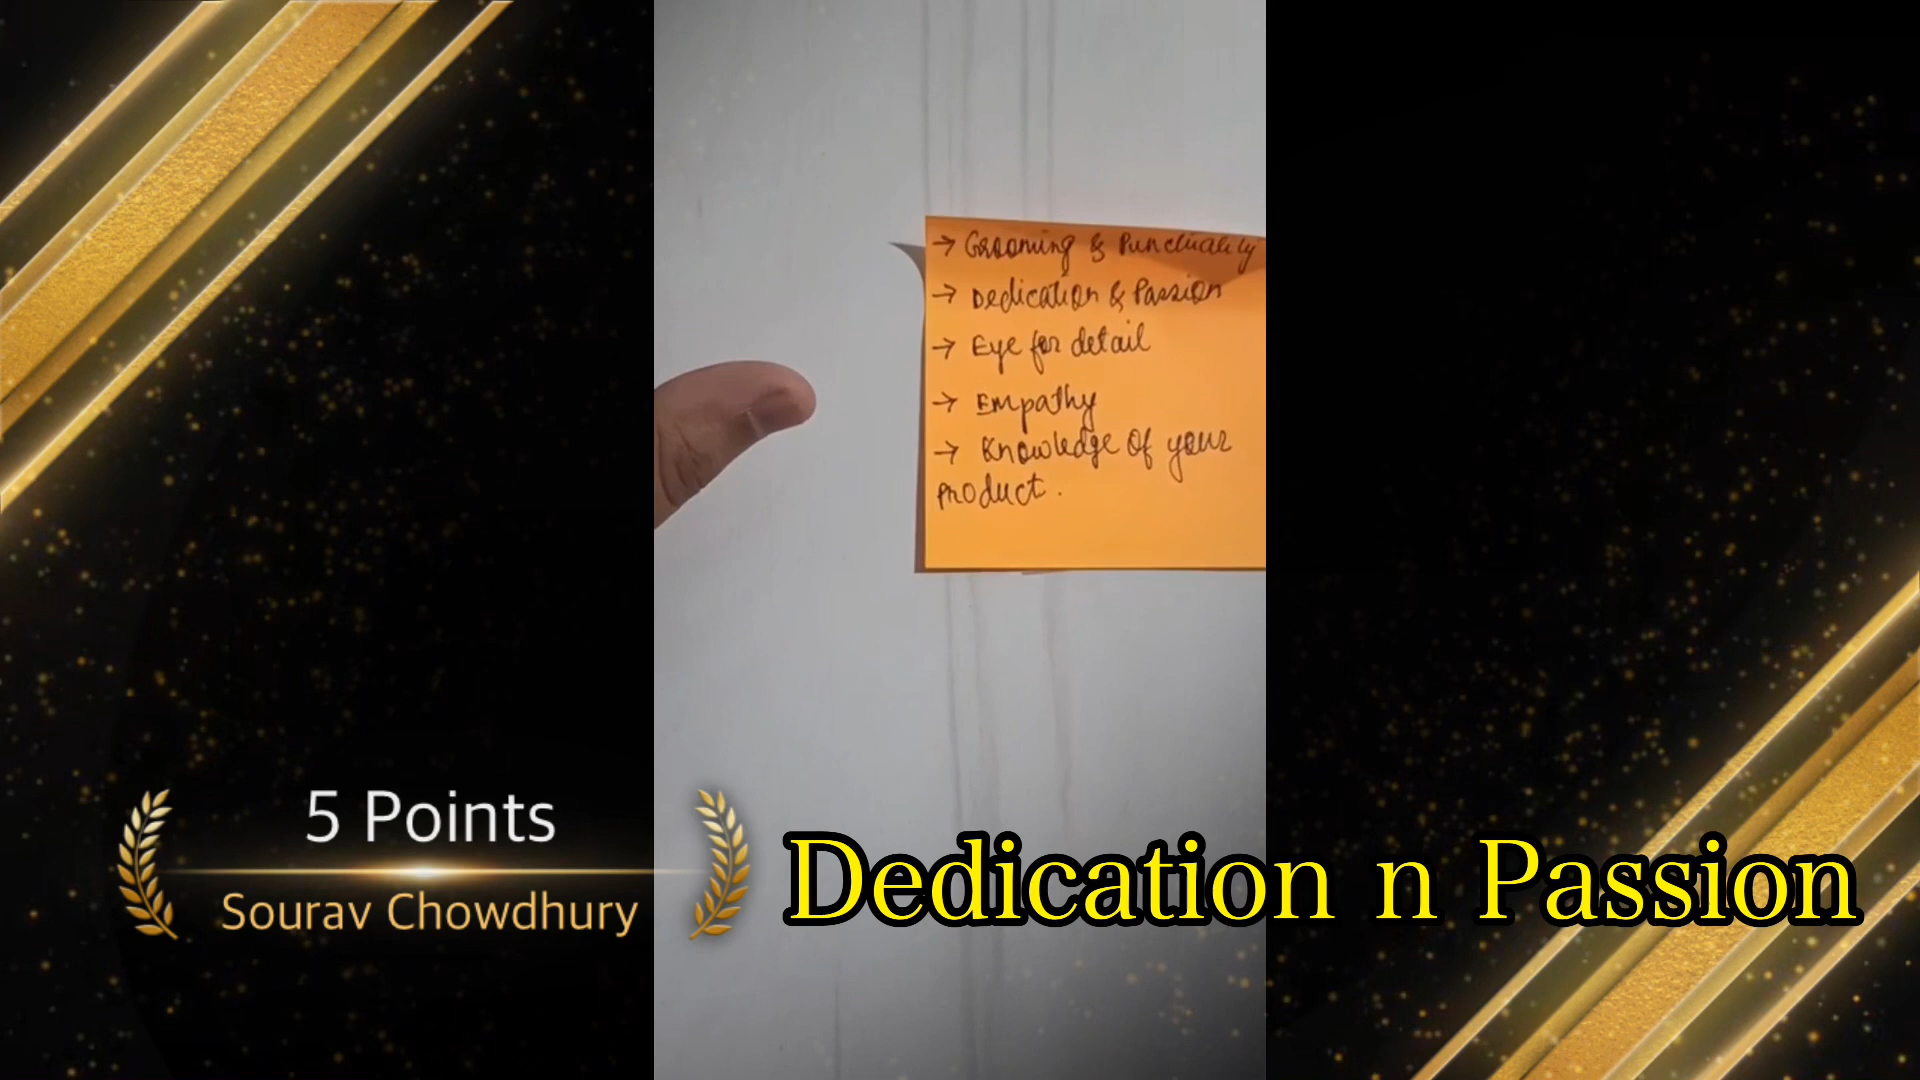 → Grooming & Punctuality
→ Dedication & Passion
→ Eye for detail
→ Empathy
→ Knowledge of your
product.
5 Points
Sourav Chowdhury
Dedication n Passion